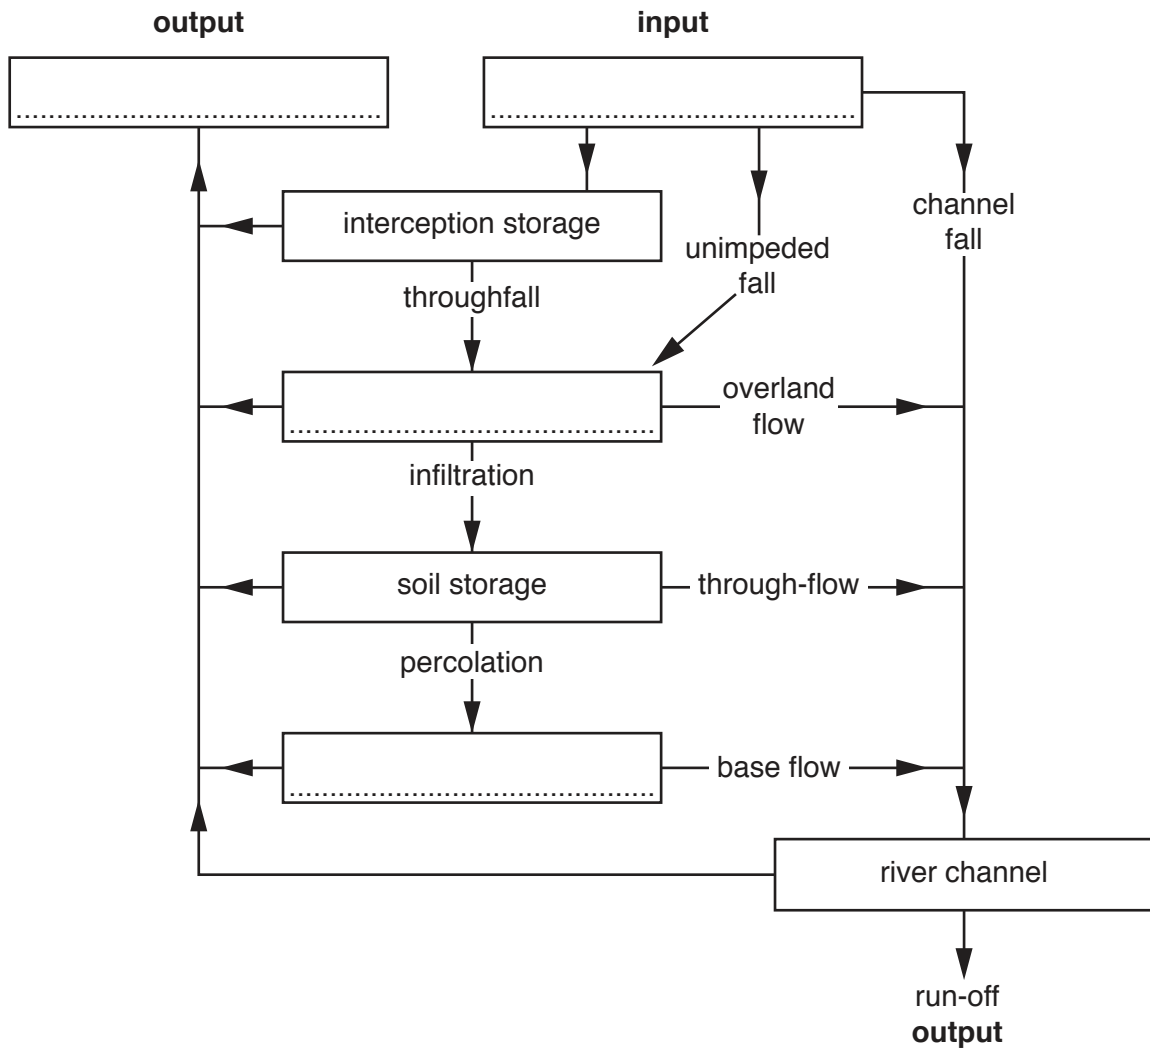 output
input
interception storage
channel
fall
unimpeded
fall
throughfall
overland
flow
infiltration
soil storage
through-flow
percolation
base flow
river channel
run-off
output